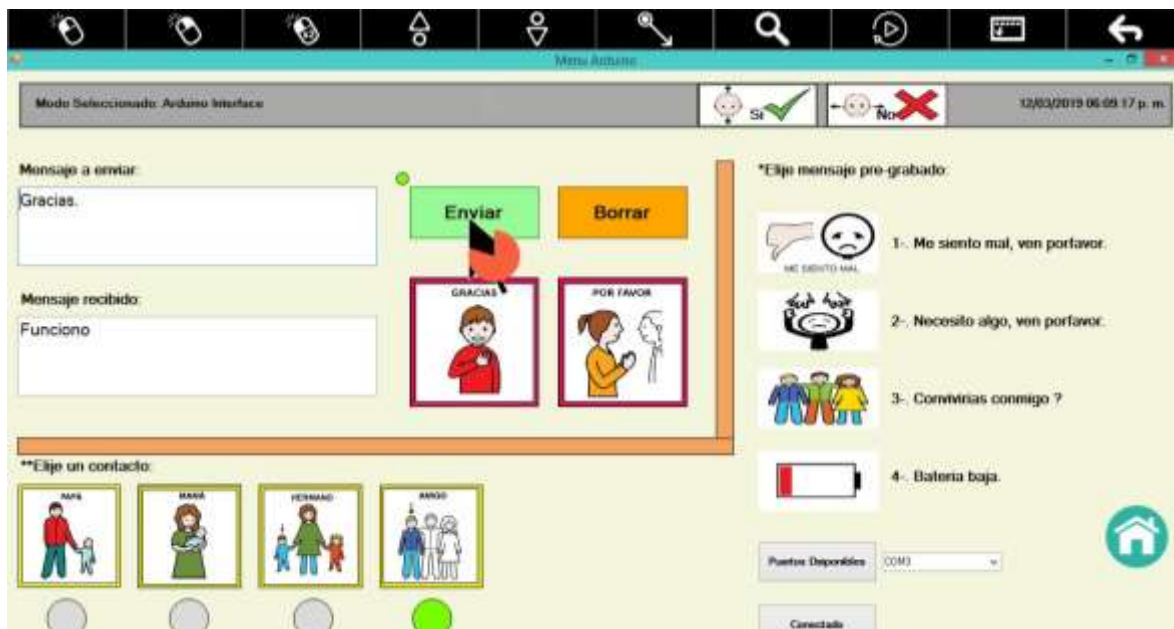 Menu Arduino
Modo Seleccionado: Arduino Interface
Si
No
12/03/2019 06:09:17 p. m.
Mensaje a enviar:
Gracias.
Enviar
Borrar
*Elije mensaje pre-grabado:
ME SIENTO MAL
1-. Me siento mal, ven porfavor.
GRACIAS
POR FAVOR
Mensaje recibido:
Funciono
2-. Necesito algo, ven porfavor.
3-. Convivirias conmigo ?
**Elije un contacto:
PAPÁ
MAMÁ
HERMANO
AMIGO
4-. Bateria baja.
Puertos Disponibles
COM3
Conectado